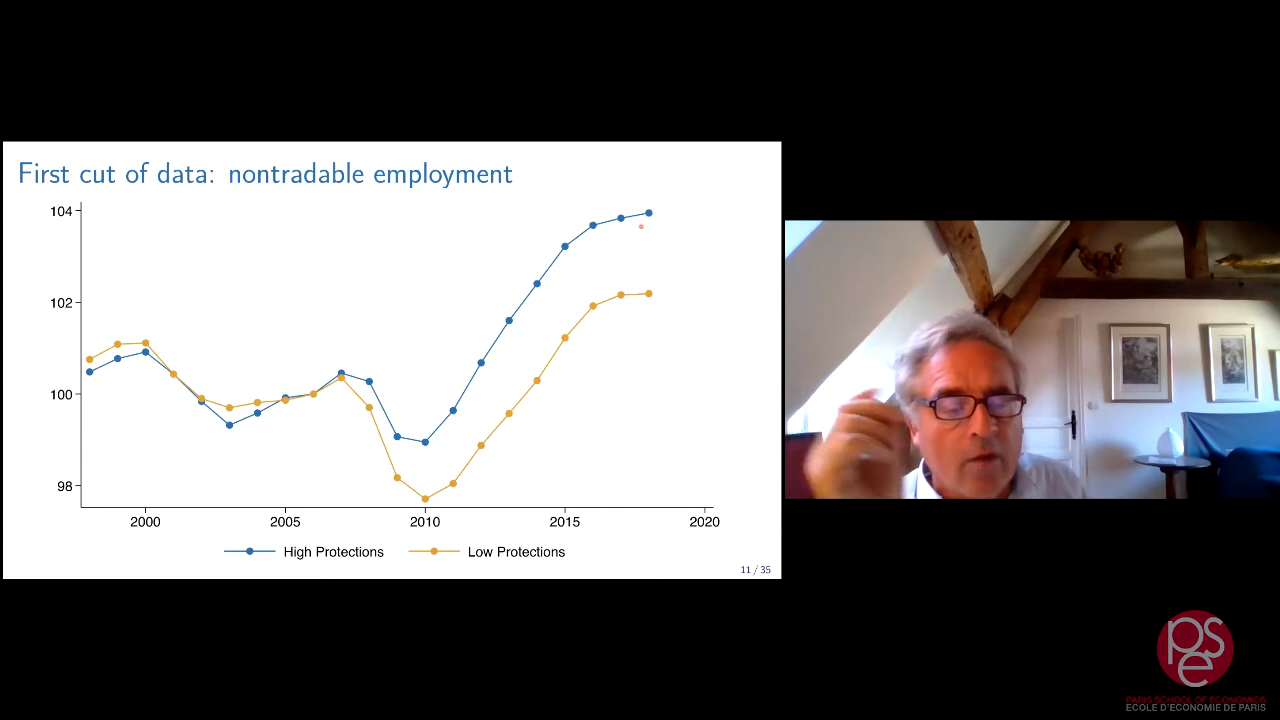 First cut of data: nontradable employment
104
102
100
98
2000 2005 2010 2015 2020
High Protections Low Protections
11 / 35
pse
PARIS SCHOOL OF ECONOMICS
ECOLE D'ECONOMIE DE PARIS